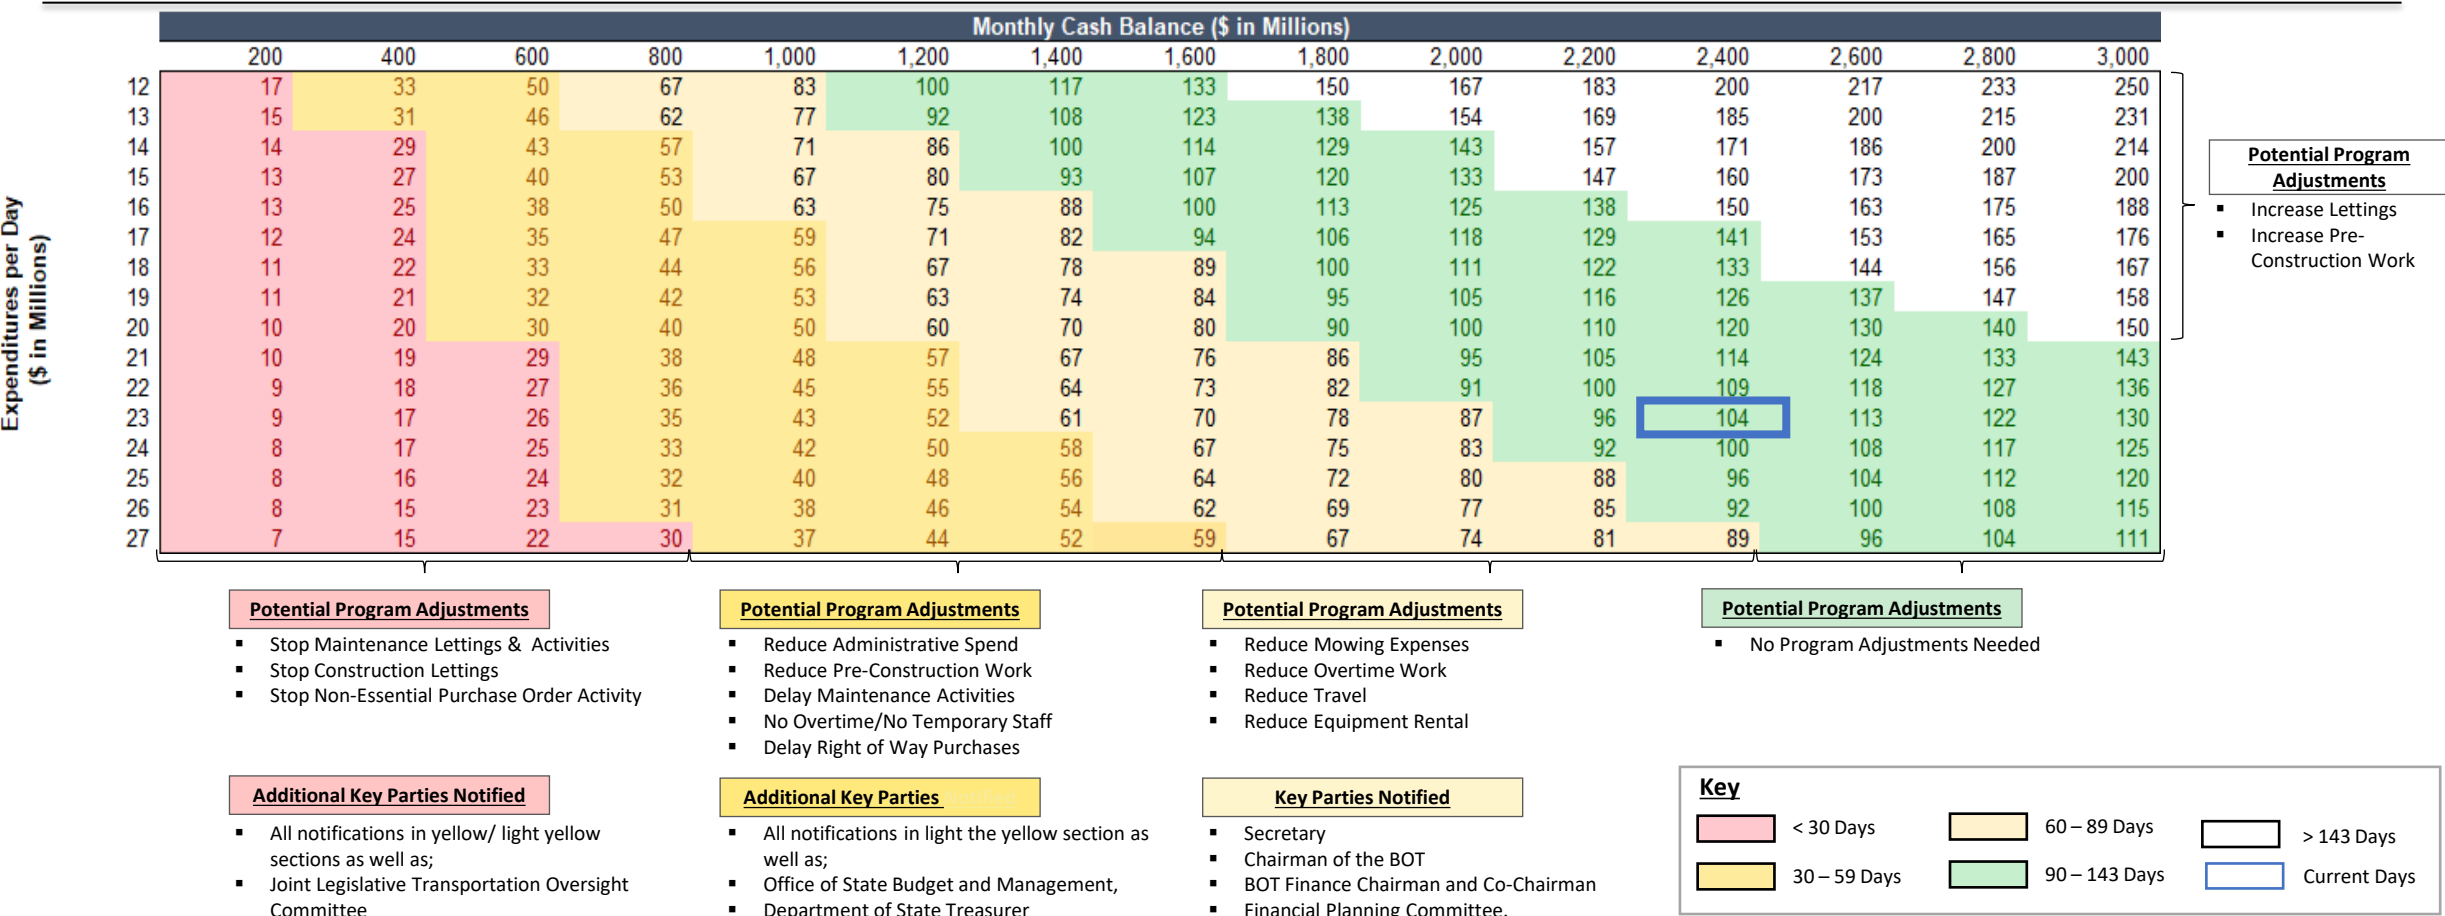 Monthly Cash Balance ($ in Millions)
200 400 600 800 1,000 1,200 1,400 1,600 1,800 2,000 2,200 2,400 2,600 2,800 3,000
Expenditures per Day
($ in Millions)
12 17 33 50 67 83 100 117 133 150 167 183 200 217 233 250
13 15 31 46 62 77 92 108 123 138 154 169 185 200 215 231
14 14 29 43 57 71 86 100 114 129 143 157 171 186 200 214
15 13 27 40 53 67 80 93 107 120 133 147 160 173 187 200
16 13 25 38 50 63 75 88 100 113 125 138 150 163 175 188
17 12 24 35 47 59 71 82 94 106 118 129 141 153 165 176
18 11 22 33 44 56 67 78 89 100 111 122 133 144 156 167
19 11 21 32 42 53 63 74 84 95 105 116 126 137 147 158
20 10 20 30 40 50 60 70 80 90 100 110 120 130 140 150
21 10 19 29 38 48 57 67 76 86 95 105 114 124 133 143
22 9 18 27 36 45 55 64 73 82 91 100 109 118 127 136
23 9 17 26 35 43 52 61 70 78 87 96 104 113 122 130
24 8 17 25 33 42 50 58 67 75 83 92 100 108 117 125
25 8 16 24 32 40 48 56 64 72 80 88 96 104 112 120
26 8 15 23 31 38 46 54 62 69 77 85 92 100 108 115
27 7 15 22 30 37 44 52 59 67 74 81 89 96 104 111
Potential Program
Adjustments
▪ Increase Lettings
▪ Increase Pre-
Construction Work
Potential Program Adjustments
▪ Stop Maintenance Lettings & Activities
▪ Stop Construction Lettings
▪ Stop Non-Essential Purchase Order Activity
Potential Program Adjustments
▪ Reduce Administrative Spend
▪ Reduce Pre-Construction Work
▪ Delay Maintenance Activities
▪ No Overtime/No Temporary Staff
▪ Delay Right of Way Purchases
Potential Program Adjustments
▪ Reduce Mowing Expenses
▪ Reduce Overtime Work
▪ Reduce Travel
▪ Reduce Equipment Rental
Potential Program Adjustments
▪ No Program Adjustments Needed
Additional Key Parties Notified
▪ All notifications in yellow/ light yellow
sections as well as;
▪ Joint Legislative Transportation Oversight
Committee
Additional Key Parties Notified
▪ All notifications in light the yellow section as
well as;
▪ Office of State Budget and Management,
▪ Department of State Treasurer
Key Parties Notified
▪ Secretary
▪ Chairman of the BOT
▪ BOT Finance Chairman and Co-Chairman
▪ Financial Planning Committee,
Key
< 30 Days
60 – 89 Days
> 143 Days
30 – 59 Days
90 – 143 Days
Current Days